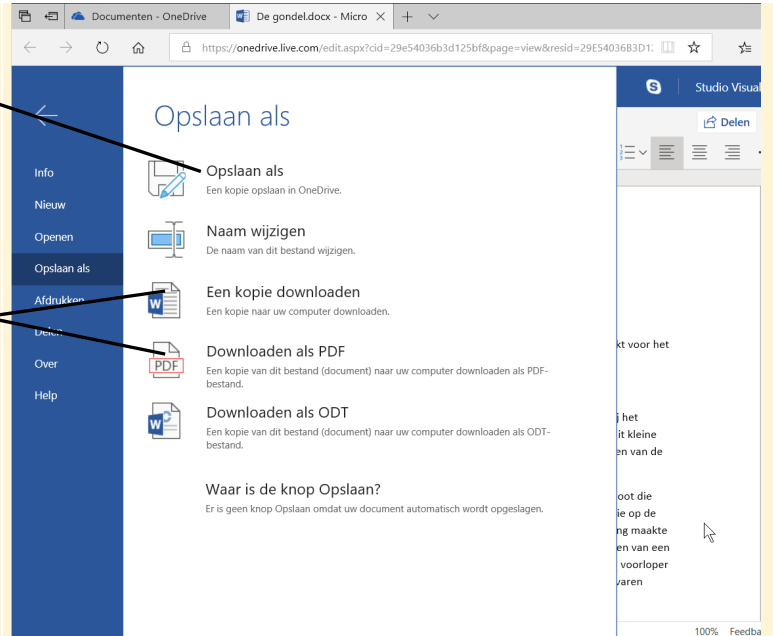 Documenten - OneDrive
De gondel.docx - Micro
https://onedrive.live.com/edit.aspx?cid=29e54036b3d125bf&page=view&resid=29E54036B3D1:
Studio Visual
Delen
Opslaan als
Info
Nieuw
Openen
Opslaan als
Afdrukken
Delen
Over
Help
Opslaan als
Een kopie opslaan in OneDrive.
Naam wijzigen
De naam van dit bestand wijzigen.
W
Een kopie downloaden
Een kopie naar uw computer downloaden.
PDF
Downloaden als PDF
Een kopie van dit bestand (document) naar uw computer downloaden als PDF-
bestand.
W
Downloaden als ODT
Een kopie van dit bestand (document) naar uw computer downloaden als ODT-
bestand.
Waar is de knop Opslaan?
Er is geen knop Opslaan omdat uw document automatisch wordt opgeslagen.
kt voor het
j het
it kleine
en van de
oot die
ie op de
ng maakte
en van een
voorloper
varen
100% Feedba